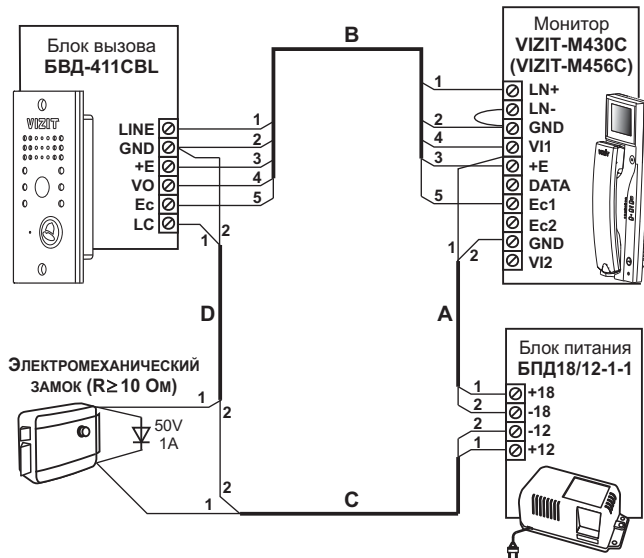 Блок вызова
БВД-411CBL
VIZIT
LINE
GND
+E
VO
Ec
LC
1
2
3
4
5
1
2
B
Монитор
VIZIT-M430C
(VIZIT-M456C)
LN+
LN-
GND
VI1
+E
DATA
Ec1
Ec2
GND
VI2
1
2
4
3
5
1
2
D
A
Электромеханический
замок (R≥10 Ом)
50V
1A
1
2
1
2
C
Блок питания
БПД18/12-1-1
+18
-18
-12
+12
1
2
2
1